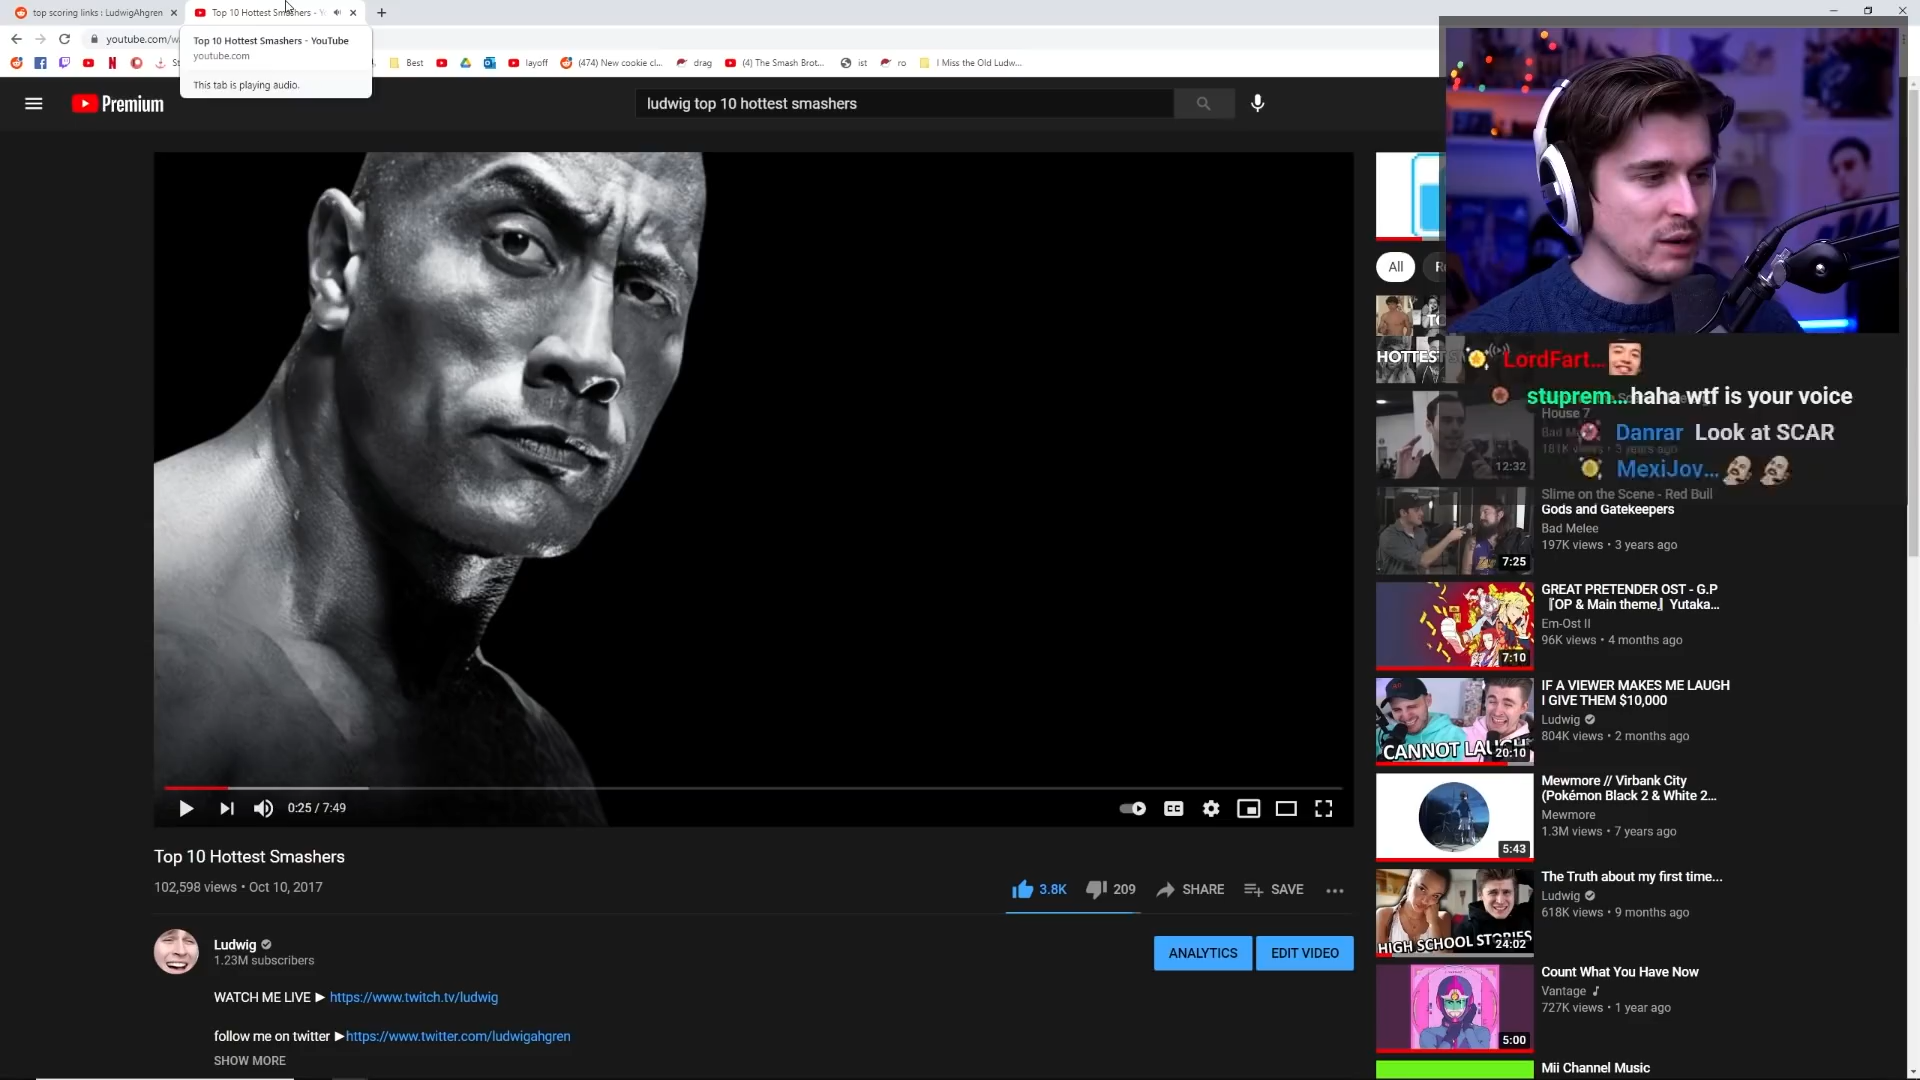 top scoring links : LudwigAhgren
Top 10 Hottest Smashers - Y
youtube.com/w
Top 10 Hottest Smashers - YouTube
youtube.com
This tab is playing audio.
Best
layoff
(474) New cookie cl...
drag
(4) The Smash Brot...
ist
ro
I Miss the Old Ludw...
Premium
ludwig top 10 hottest smashers
All
HOTTEST
LordFart...
stuprem... haha wtf is your voice
House 7
Danrar Look at SCAR
181K views • 3 years ago
MexiJov...
12:32
Slime on the Scene - Red Bull
Gods and Gatekeepers
Bad Melee
197K views • 3 years ago
7:25
GREAT PRETENDER OST - G.P
『OP & Main theme』 Yutaka...
Em-Ost II
96K views • 4 months ago
7:10
IF A VIEWER MAKES ME LAUGH
I GIVE THEM $10,000
Ludwig
804K views • 2 months ago
CANNOT LAUGH
20:10
Mewmore // Virbank City
(Pokémon Black 2 & White 2...
Mewmore
1.3M views • 7 years ago
5:43
The Truth about my first time...
Ludwig
618K views • 9 months ago
HIGH SCHOOL STORIES
24:02
Count What You Have Now
Vantage
727K views • 1 year ago
5:00
Mii Channel Music
0:25 / 7:49
CC
Top 10 Hottest Smashers
102,598 views • Oct 10, 2017
3.8K
209
SHARE
SAVE
Ludwig
1.23M subscribers
ANALYTICS
EDIT VIDEO
WATCH ME LIVE ► https://www.twitch.tv/ludwig
follow me on twitter ►https://www.twitter.com/ludwigahgren
SHOW MORE